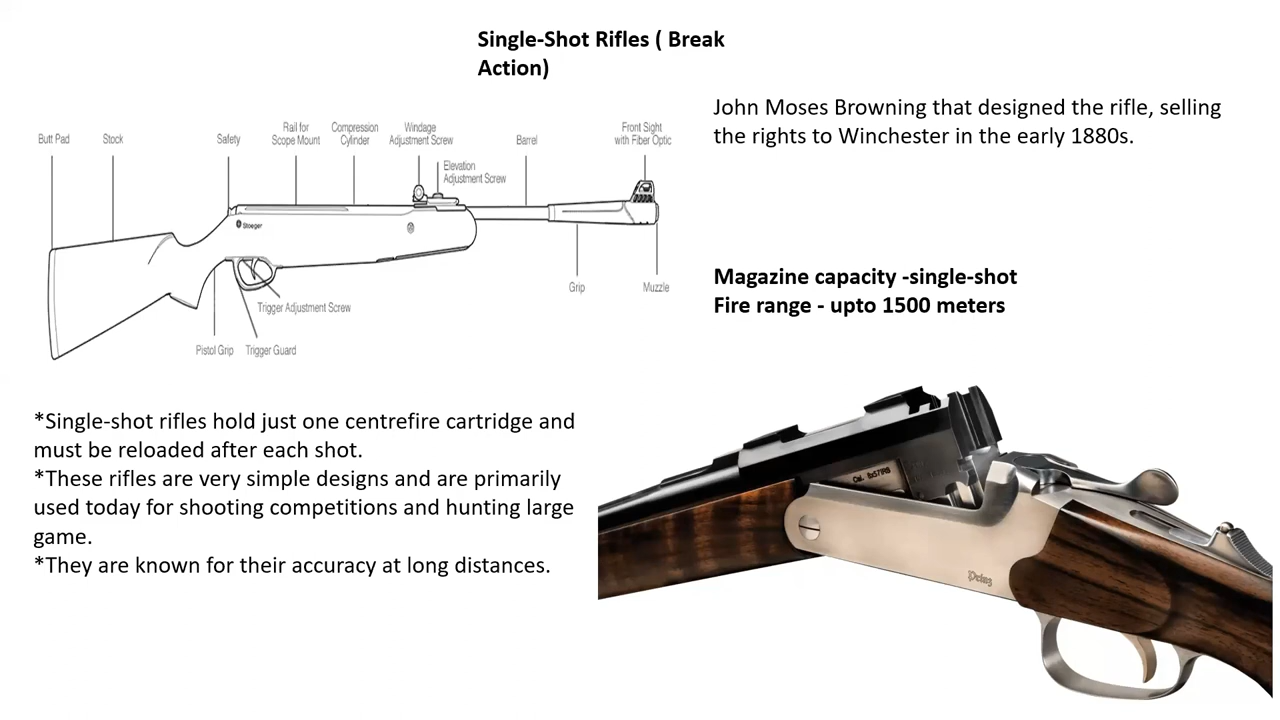 Single-Shot Rifles ( Break
Action)
John Moses Browning that designed the rifle, selling
the rights to Winchester in the early 1880s.
Butt Pad
Stock
Safety
Rail for
Scope Mount
Compression
Cylinder
Windage
Adjustment Screw
Elevation
Adjustment Screw
Barrel
Front Sight
with Fiber Optic
Stoeger
Grip
Muzzle
Trigger Adjustment Screw
Pistol Grip
Trigger Guard
Magazine capacity -single-shot
Fire range - upto 1500 meters
*Single-shot rifles hold just one centrefire cartridge and
must be reloaded after each shot.
*These rifles are very simple designs and are primarily
used today for shooting competitions and hunting large
game.
*They are known for their accuracy at long distances.
Cal. 8x57IRS